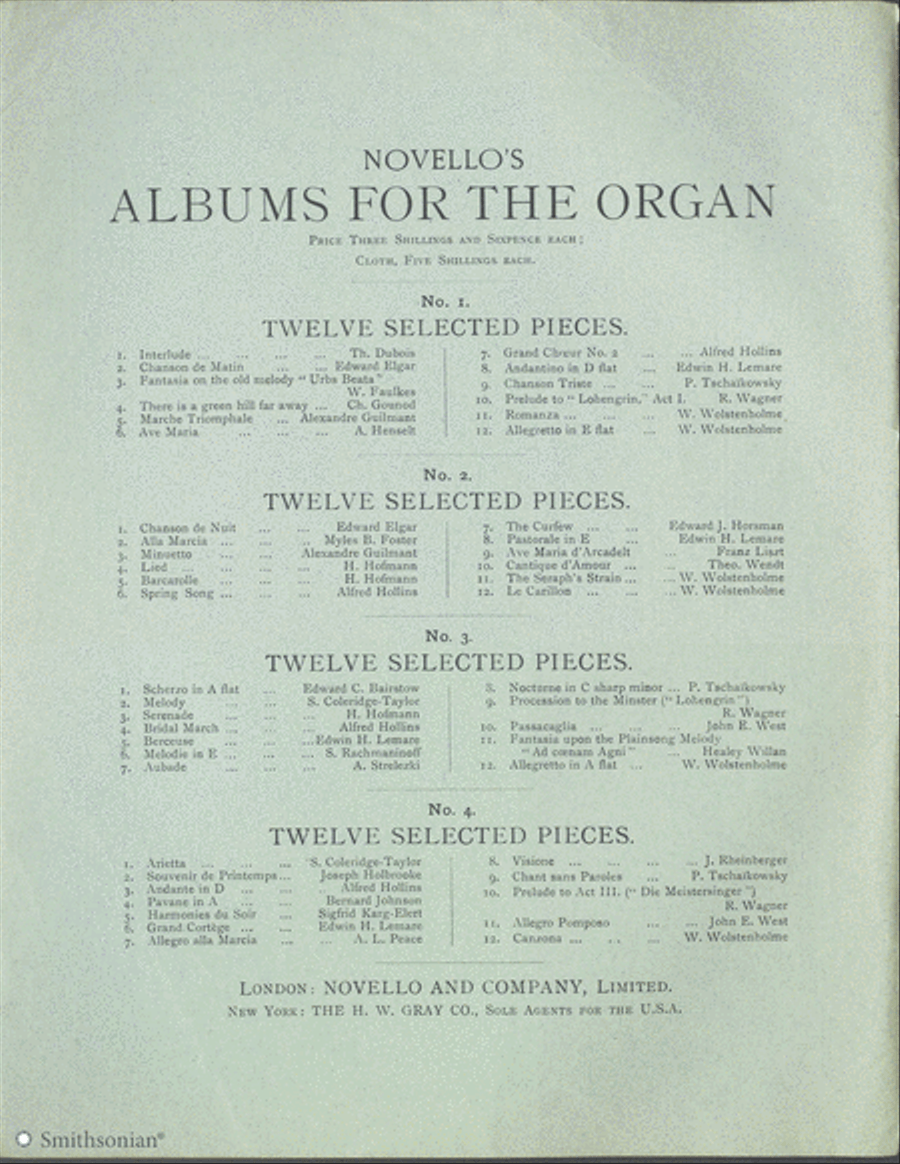 NOVELLO'S
ALBUMS FOR THE ORGAN
PRICE THREE SHILLINGS AND SIXPENCE EACH;
CLOTH, FIVE SHILLINGS EACH.
No. 1.
TWELVE SELECTED PIECES.
1. Interlude ... ... ... ... Th. Dubois
2. Chanson de Matin ... ... Edward Elgar
3. Fantasia on the old melody "Urbs Beata"
W. Faulkes
4. There is a green hill far away ... Ch. Gounod
5. Marche Triomphale ... Alexandre Guilmant
6. Ave Maria ... ... ... A. Henselt
7. Grand Chœur No. 2 ... ... Alfred Hollins
8. Andantino in D flat ... Edwin H. Lemare
9. Chanson Triste ... ... P. Tschaïkowsky
10. Prelude to "Lohengrin," Act I. R. Wagner
11. Romanza ... ... ... W. Wolstenholme
12. Allegretto in E flat ... W. Wolstenholme
No. 2.
TWELVE SELECTED PIECES.
1. Chanson de Nuit ... ... Edward Elgar
2. Alla Marcia ... ... .. Myles B. Foster
3. Minuetto ... ... Alexandre Guilmant
4. Lied ... ... ... H. Hofmann
5. Barcarolle ... ... ... H. Hofmann
6. Spring Song ... ... ... Alfred Hollins
7. The Curfew ... ... Edward J. Horsman
8. Pastorale in E ... Edwin H. Lemare
9. Ave Maria d'Arcadelt ... Franz Liszt
10. Cantique d'Amour ... ... Theo. Wendt
11. The Seraph's Strain ... ... W. Wolstenholme
12. Le Carillon ... ... ... W. Wolstenholme
No. 3.
TWELVE SELECTED PIECES.
1. Scherzo in A flat ... Edward C. Bairstow
2. Melody ... ... S. Coleridge-Taylor
3. Serenade ... ... ... H. Hofmann
4. Bridal March ... ... Alfred Hollins
5. Berceuse ... ... ... Edwin H. Lemare
6. Melodie in E ... ... S. Rachmaninoff
7. Aubade ... ... ... A. Strelezki
8. Nocturne in C sharp minor ... P. Tschaïkowsky
9. Procession to the Minster ("Lohengrin")
R. Wagner
10. Passacaglia ... ... ... John E. West
11. Fantasia upon the Plainsong Melody
"Ad cœnam Agni" ... Healey Willan
12. Allegretto in A flat ... W. Wolstenholme
No. 4.
TWELVE SELECTED PIECES.
1. Arietta ... ... ... S. Coleridge-Taylor
2. Souvenir de Printemps ... Joseph Holbrooke
3. Andante in D ... ... .. Alfred Hollins
4. Pavane in A ... ... Bernard Johnson
5. Harmonies du Soir ... Sigfrid Karg-Elert
6. Grand Cortège ... ... Edwin H. Lemare
7. Allegro alla Marcia ... ... A. L. Peace
8. Visione ... ... ... ... J. Rheinberger
9. Chant sans Paroles ... P. Tschaïkowsky
10. Prelude to Act III. ("Die Meistersinger")
R. Wagner
11. Allegro Pomposo ... ... John E. West
12. Canzona ... .. ... W. Wolstenholme
LONDON: NOVELLO AND COMPANY, LIMITED.
NEW YORK: THE H. W. GRAY CO., SOLE AGENTS FOR THE U.S.A.
Smithsonian®